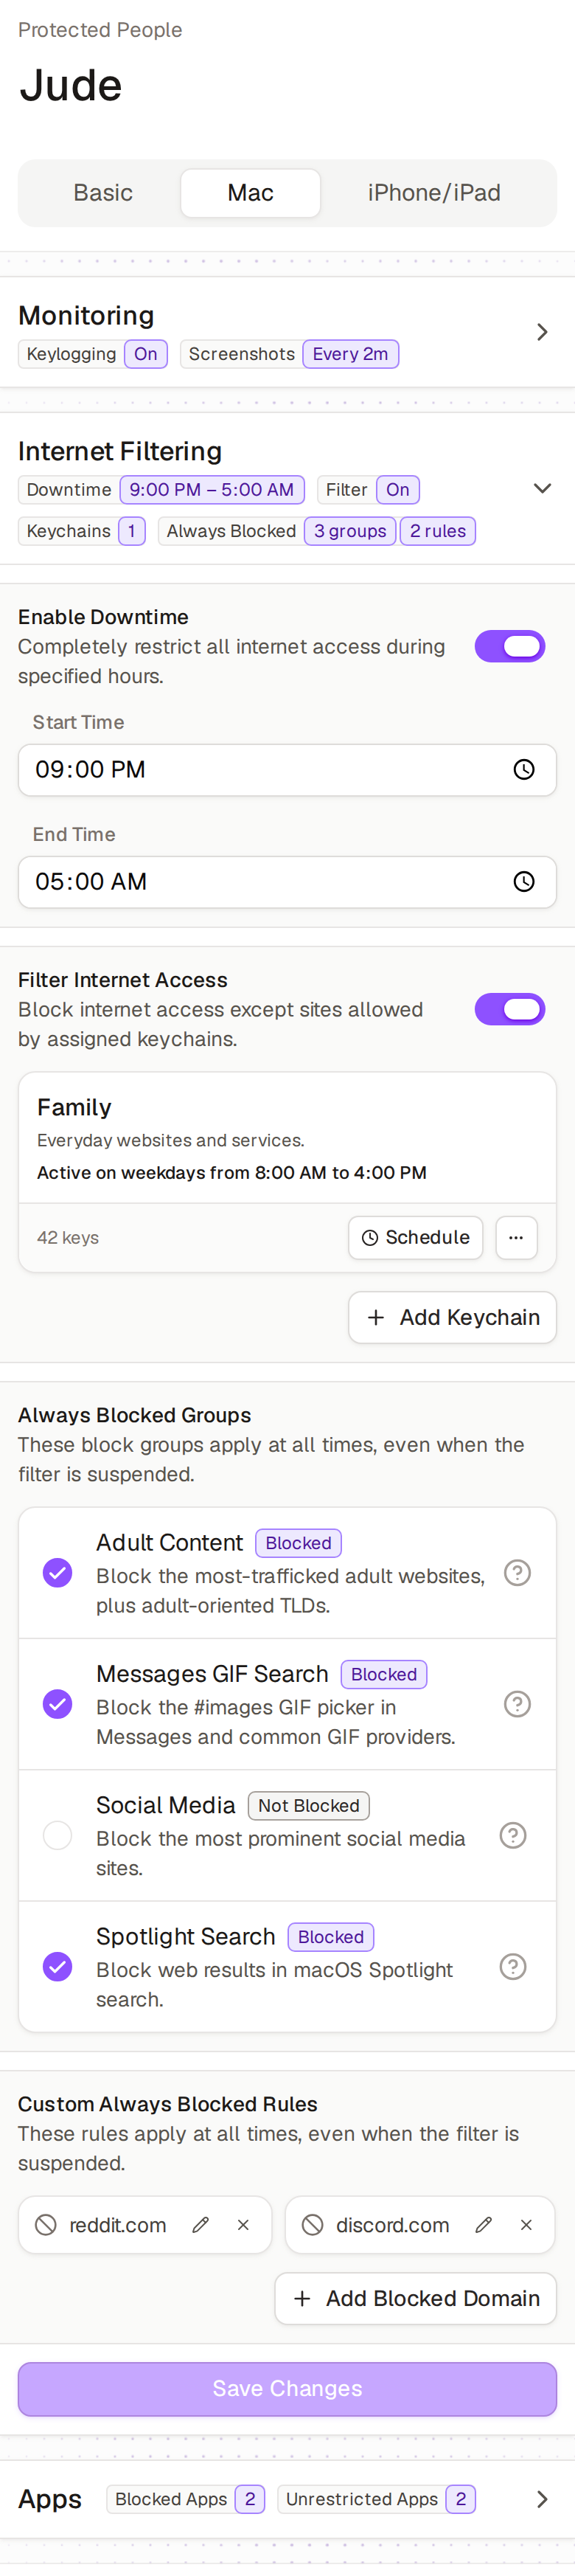 Protected People
Jude
Basic Mac iPhone/iPad
Monitoring
Keylogging On Screenshots Every 2m
Internet Filtering
Downtime 9:00 PM – 5:00 AM Filter On
Keychains 1 Always Blocked 3 groups 2 rules
Enable Downtime
Completely restrict all internet access during
specified hours.
Start Time
09:00 PM
End Time
05:00 AM
Filter Internet Access
Block internet access except sites allowed
by assigned keychains.
Family
Everyday websites and services.
Active on weekdays from 8:00 AM to 4:00 PM
42 keys Schedule ...
+ Add Keychain
Always Blocked Groups
These block groups apply at all times, even when the
filter is suspended.
Adult Content Blocked
Block the most-trafficked adult websites,
plus adult-oriented TLDs.
Messages GIF Search Blocked
Block the #images GIF picker in
Messages and common GIF providers.
Social Media Not Blocked
Block the most prominent social media
sites.
Spotlight Search Blocked
Block web results in macOS Spotlight
search.
Custom Always Blocked Rules
These rules apply at all times, even when the filter is
suspended.
reddit.com discord.com
+ Add Blocked Domain
Save Changes
Apps Blocked Apps 2 Unrestricted Apps 2